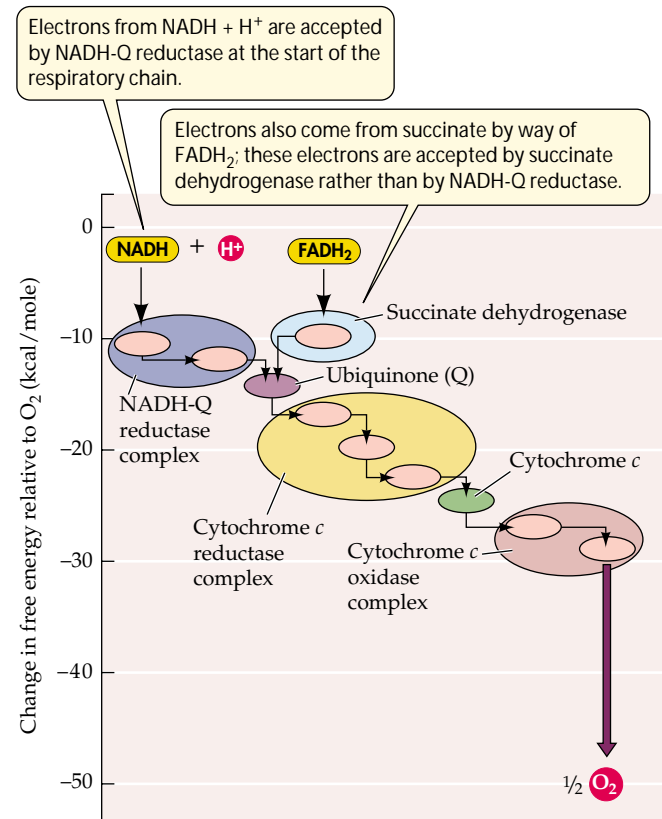 Electrons from NADH + H⁺ are accepted
by NADH-Q reductase at the start of the
respiratory chain.
Electrons also come from succinate by way of
FADH₂; these electrons are accepted by succinate
dehydrogenase rather than by NADH-Q reductase.
Change in free energy relative to O₂ (kcal/mole)
0
–10
–20
–30
–40
–50
NADH + H⁺
FADH₂
Succinate dehydrogenase
Ubiquinone (Q)
NADH-Q
reductase
complex
Cytochrome c
reductase
complex
Cytochrome c
Cytochrome c
oxidase
complex
½ O₂